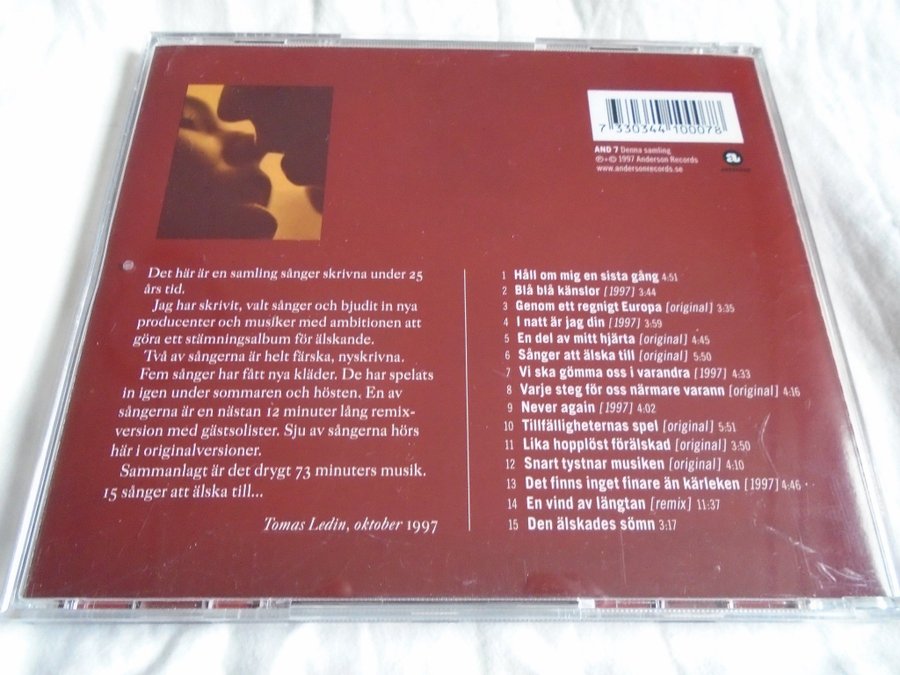 7 330344 100078
AND 7 Denna samling
℗+© 1997 Anderson Records
www.andersonrecords.se
Det här är en samling sånger skrivna under 25
års tid.
Jag har skrivit, valt sånger och bjudit in nya
producenter och musiker med ambitionen att
göra ett stämningsalbum för älskande.
Två av sångerna är helt färska, nyskrivna.
Fem sånger har fått nya kläder. De har spelats
in igen under sommaren och hösten. En av
sångerna är en nästan 12 minuter lång remix-
version med gästsolister. Sju av sångerna hörs
här i originalversioner.
Sammanlagt är det drygt 73 minuters musik.
15 sånger att älska till...
Tomas Ledin, oktober 1997
1 Håll om mig en sista gång 4:51
2 Blå blå känslor [1997] 3:44
3 Genom ett regnigt Europa [original] 3:35
4 I natt är jag din [1997] 3:59
5 En del av mitt hjärta [original] 4:45
6 Sånger att älska till [original] 5:50
7 Vi ska gömma oss i varandra [1997] 4:33
8 Varje steg för oss närmare varann [original] 4:16
9 Never again [1997] 4:02
10 Tillfälligheternas spel [original] 5:51
11 Lika hopplöst förälskad [original] 3:50
12 Snart tystnar musiken [original] 4:10
13 Det finns inget finare än kärleken [1997] 4:46
14 En vind av längtan [remix] 11:37
15 Den älskades sömn 3:17